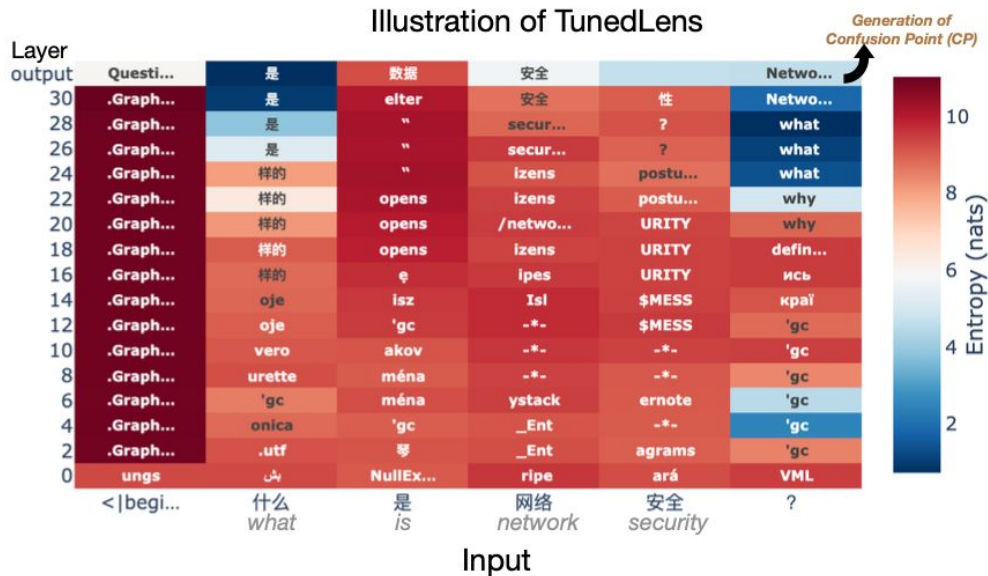 Illustration of TunedLens
Generation of
Confusion Point (CP)
Layer
output Questi... 是 数据 安全 Netwo...
30 .Graph... 是 elter 安全 性 Netwo...
28 .Graph... 是 “ secur... ? what
26 .Graph... 是 “ secur... ? what
24 .Graph... 样的 “ izens postu... what
22 .Graph... 样的 opens izens postu... why
20 .Graph... 样的 opens /netwo... URITY why
18 .Graph... 样的 opens izens URITY defin...
16 .Graph... 样的 ę ipes URITY ись
14 .Graph... oje isz Isl $MESS краї
12 .Graph... oje 'gc -*- $MESS 'gc
10 .Graph... vero akov -*- -*- 'gc
8 .Graph... urette ména -*- -*- 'gc
6 .Graph... 'gc ména ystack ernote 'gc
4 .Graph... onica 'gc _Ent -*- 'gc
2 .Graph... .utf 琴 _Ent agrams 'gc
0 ungs بش NullEx... ripe ará VML
<|begi... 什么 是 网络 安全 ?
what is network security
Input
10
8
6
4
2
Entropy (nats)